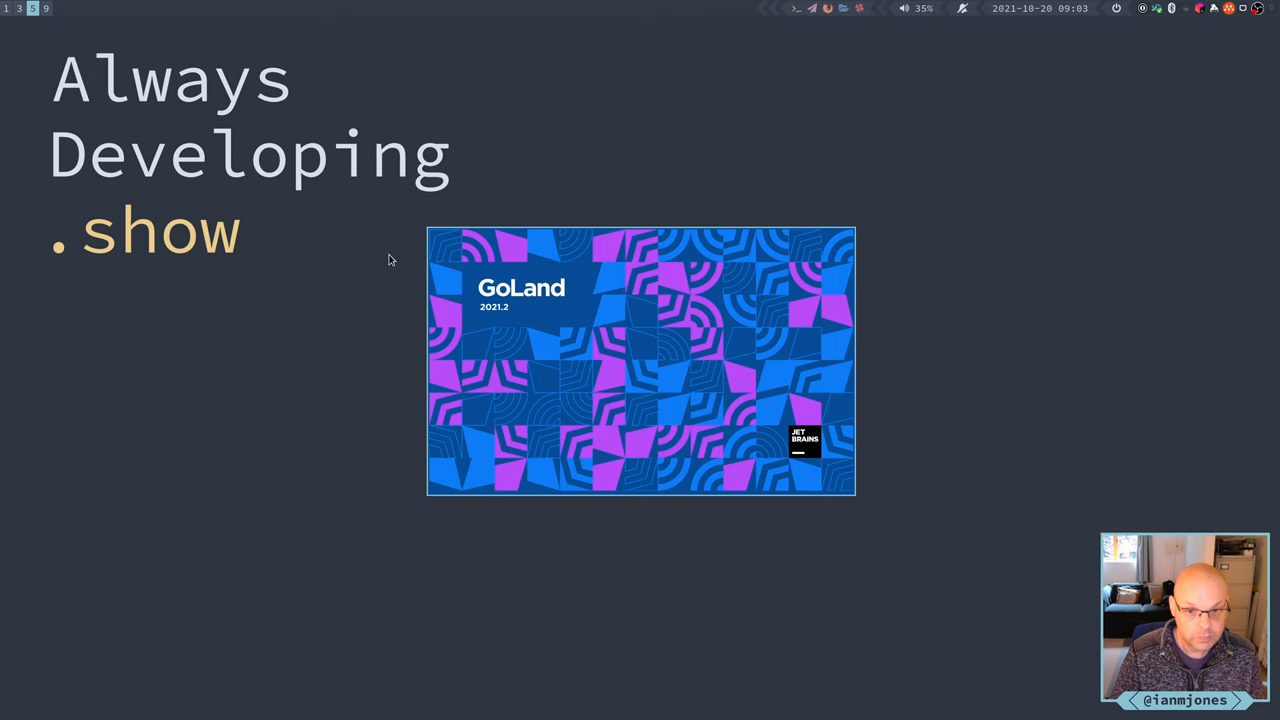 1 3 5 9
35%
2021-10-20 09:03
Always
Developing
.show
GoLand
2021.2
JET
BRAINS
@ianmjones